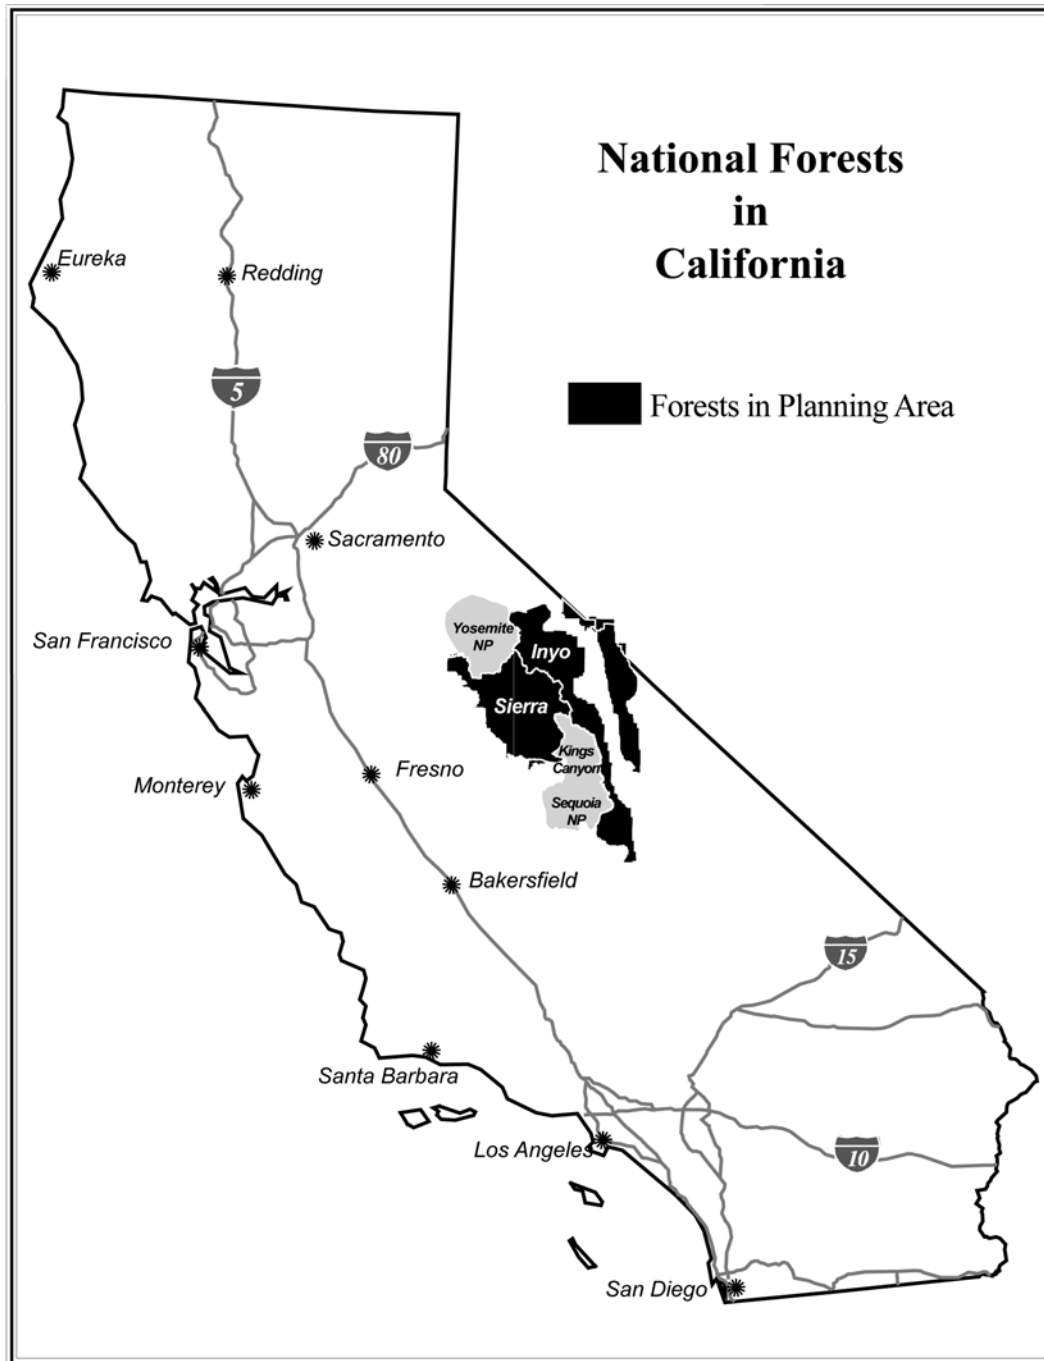 National Forests
in
California
Forests in Planning Area
Eureka
Redding
5
80
Sacramento
San Francisco
Yosemite
NP
Inyo
Sierra
Kings
Canyon
Sequoia
NP
Fresno
Monterey
Bakersfield
15
Santa Barbara
Los Angeles
10
San Diego